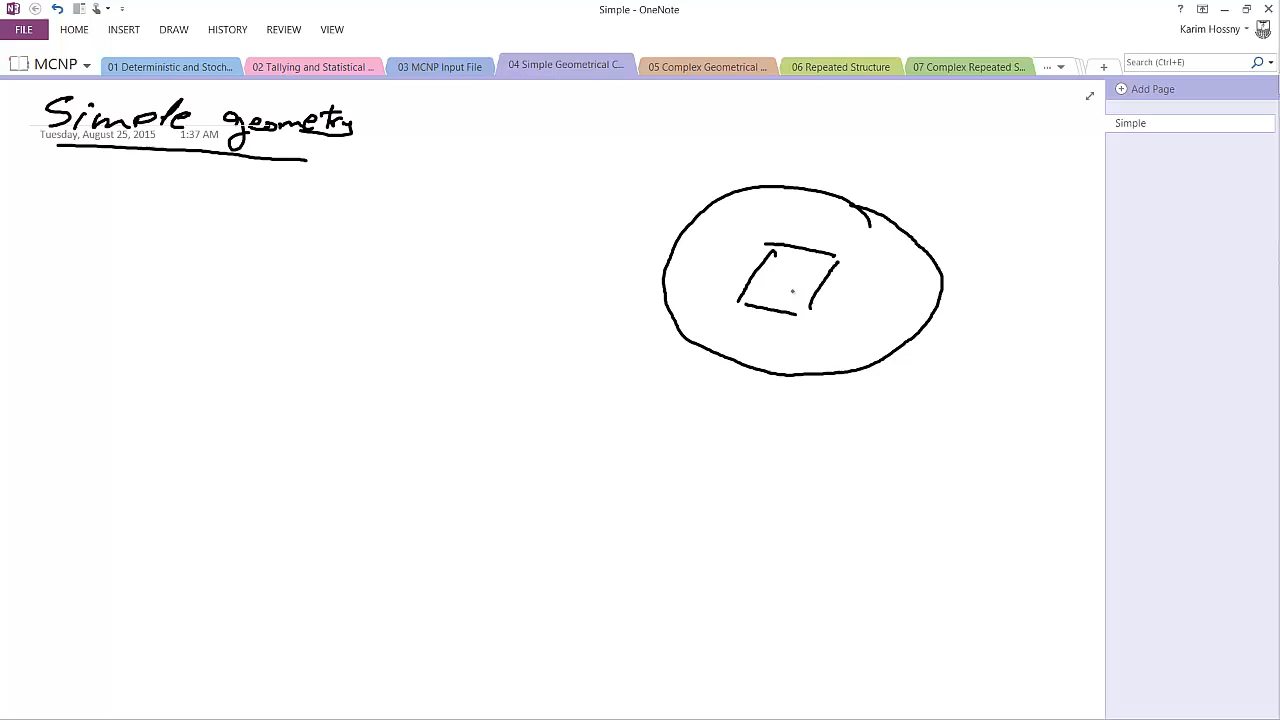 Simple - OneNote
?
Karim Hossny
FILE HOME INSERT DRAW HISTORY REVIEW VIEW
MCNP
01 Deterministic and Stoch...
02 Tallying and Statistical ...
03 MCNP Input File
04 Simple Geometrical C...
05 Complex Geometrical ...
06 Repeated Structure
07 Complex Repeated S...
...
+
Search (Ctrl+E)
Add Page
Simple
Simple geometry
Tuesday, August 25, 2015 1:37 AM